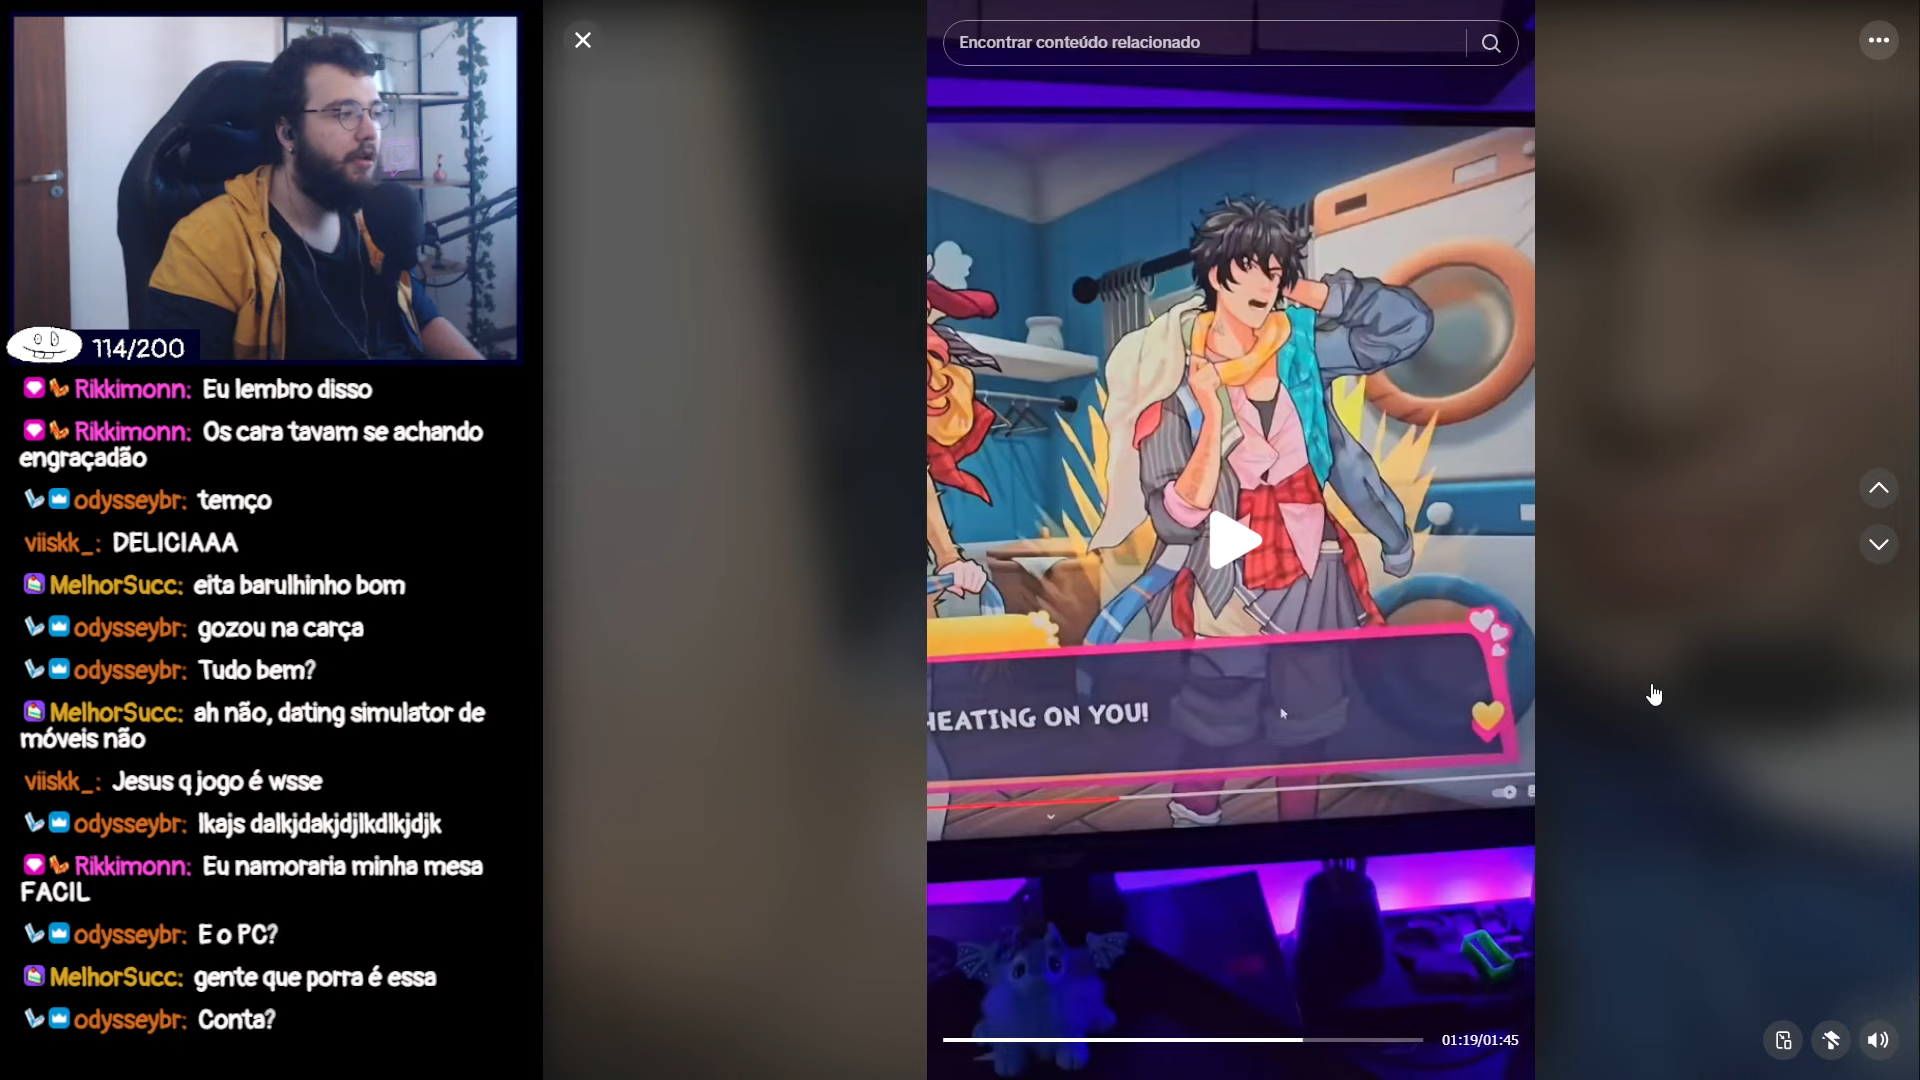 114/200
Rikkimonn: Eu lembro disso
Rikkimonn: Os cara tavam se achando
engraçadão
odysseybr: temço
viiskk_: DELICIAAA
MelhorSucc: eita barulhinho bom
odysseybr: gozou na carça
odysseybr: Tudo bem?
MelhorSucc: ah não, dating simulator de
móveis não
viiskk_: Jesus q jogo é wsse
odysseybr: lkajs dalkjdakjdjlkdlkjdjk
Rikkimonn: Eu namoraria minha mesa
FACIL
odysseybr: E o PC?
MelhorSucc: gente que porra é essa
odysseybr: Conta?
Encontrar conteúdo relacionado
HEATING ON YOU!
01:19/01:45